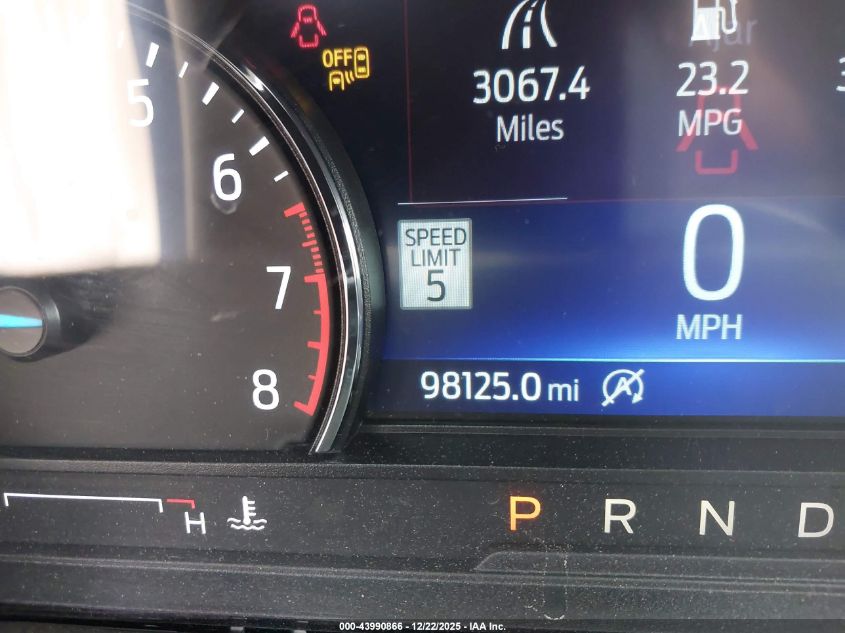 OFF
5
6
7
8
H
3067.4
Miles
23.2
MPG
Ajar
SPEED
LIMIT
5
0
MPH
98125.0 mi
A
P R N D
000-43990866 - 12/22/2025 - IAA Inc.